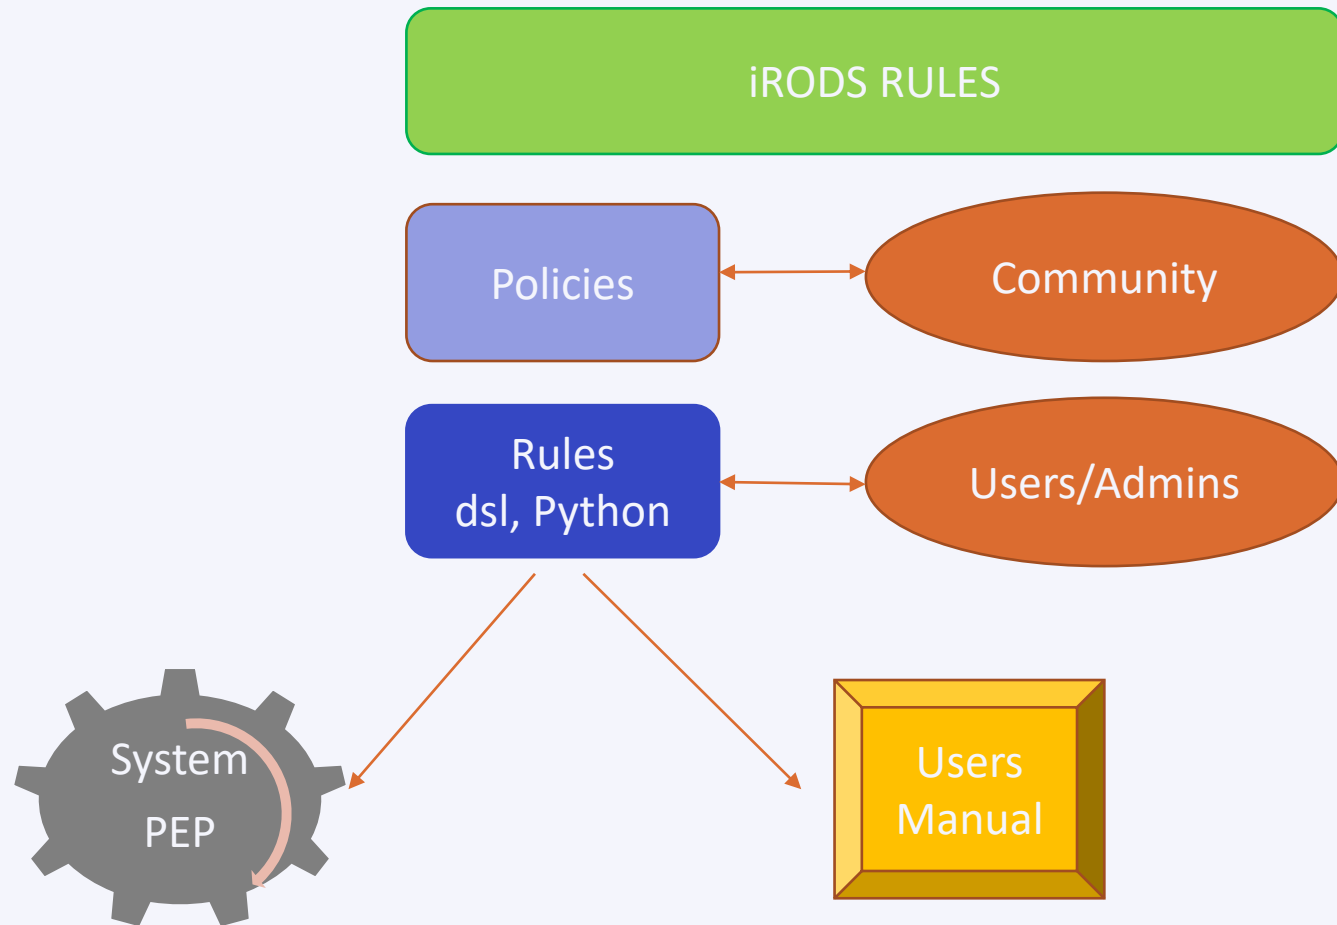 iRODS RULES
Policies
Community
Rules
dsl, Python
Users/Admins
System
PEP
Users
Manual